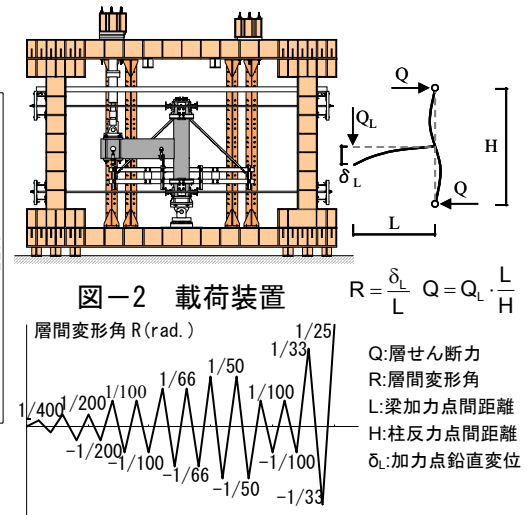 Q
Q_L
H
δ_L
Q
L
図－2 載荷装置
R = δ_L/L Q = Q_L・L/H
層間変形角 R(rad.)
1/400
1/200
-1/200
1/100
-1/100
1/66
-1/66
1/50
-1/50
1/100
-1/100
1/33
-1/33
1/25
Q:層せん断力
R:層間変形角
L:梁加力点間距離
H:柱反力点間距離
δ_L:加力点鉛直変位